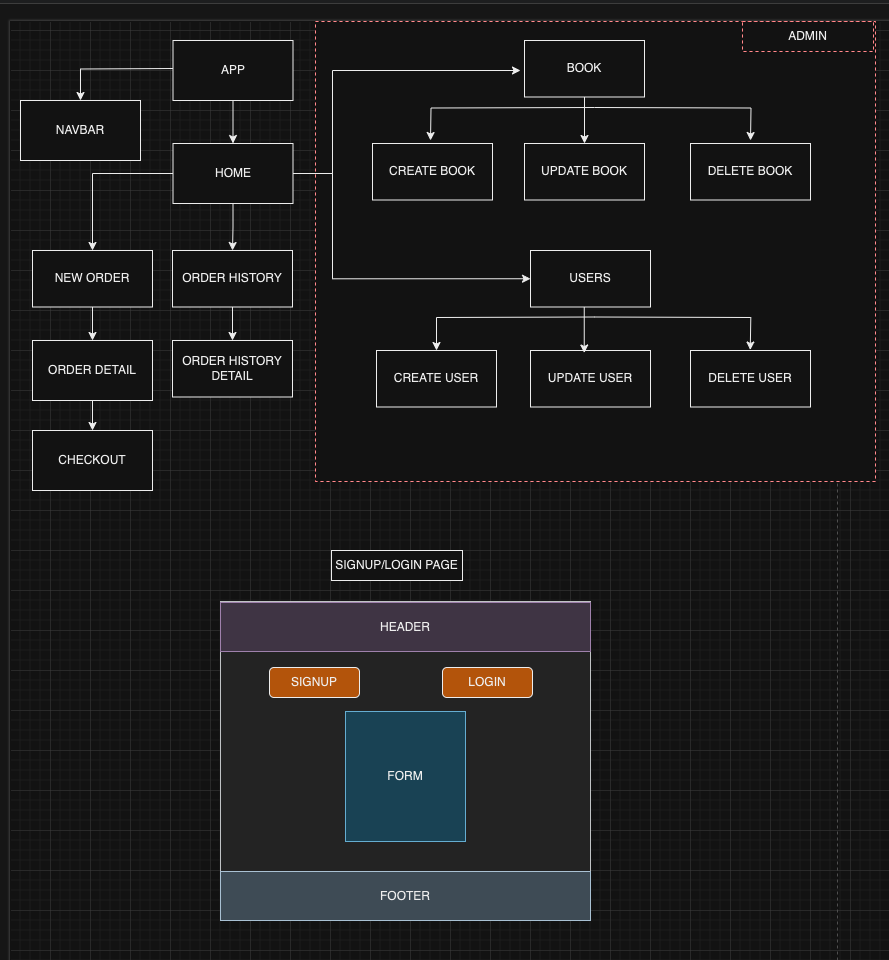 ADMIN
APP
BOOK
NAVBAR
HOME
CREATE BOOK
UPDATE BOOK
DELETE BOOK
NEW ORDER
ORDER HISTORY
USERS
ORDER DETAIL
ORDER HISTORY
DETAIL
CREATE USER
UPDATE USER
DELETE USER
CHECKOUT
SIGNUP/LOGIN PAGE
HEADER
SIGNUP
LOGIN
FORM
FOOTER